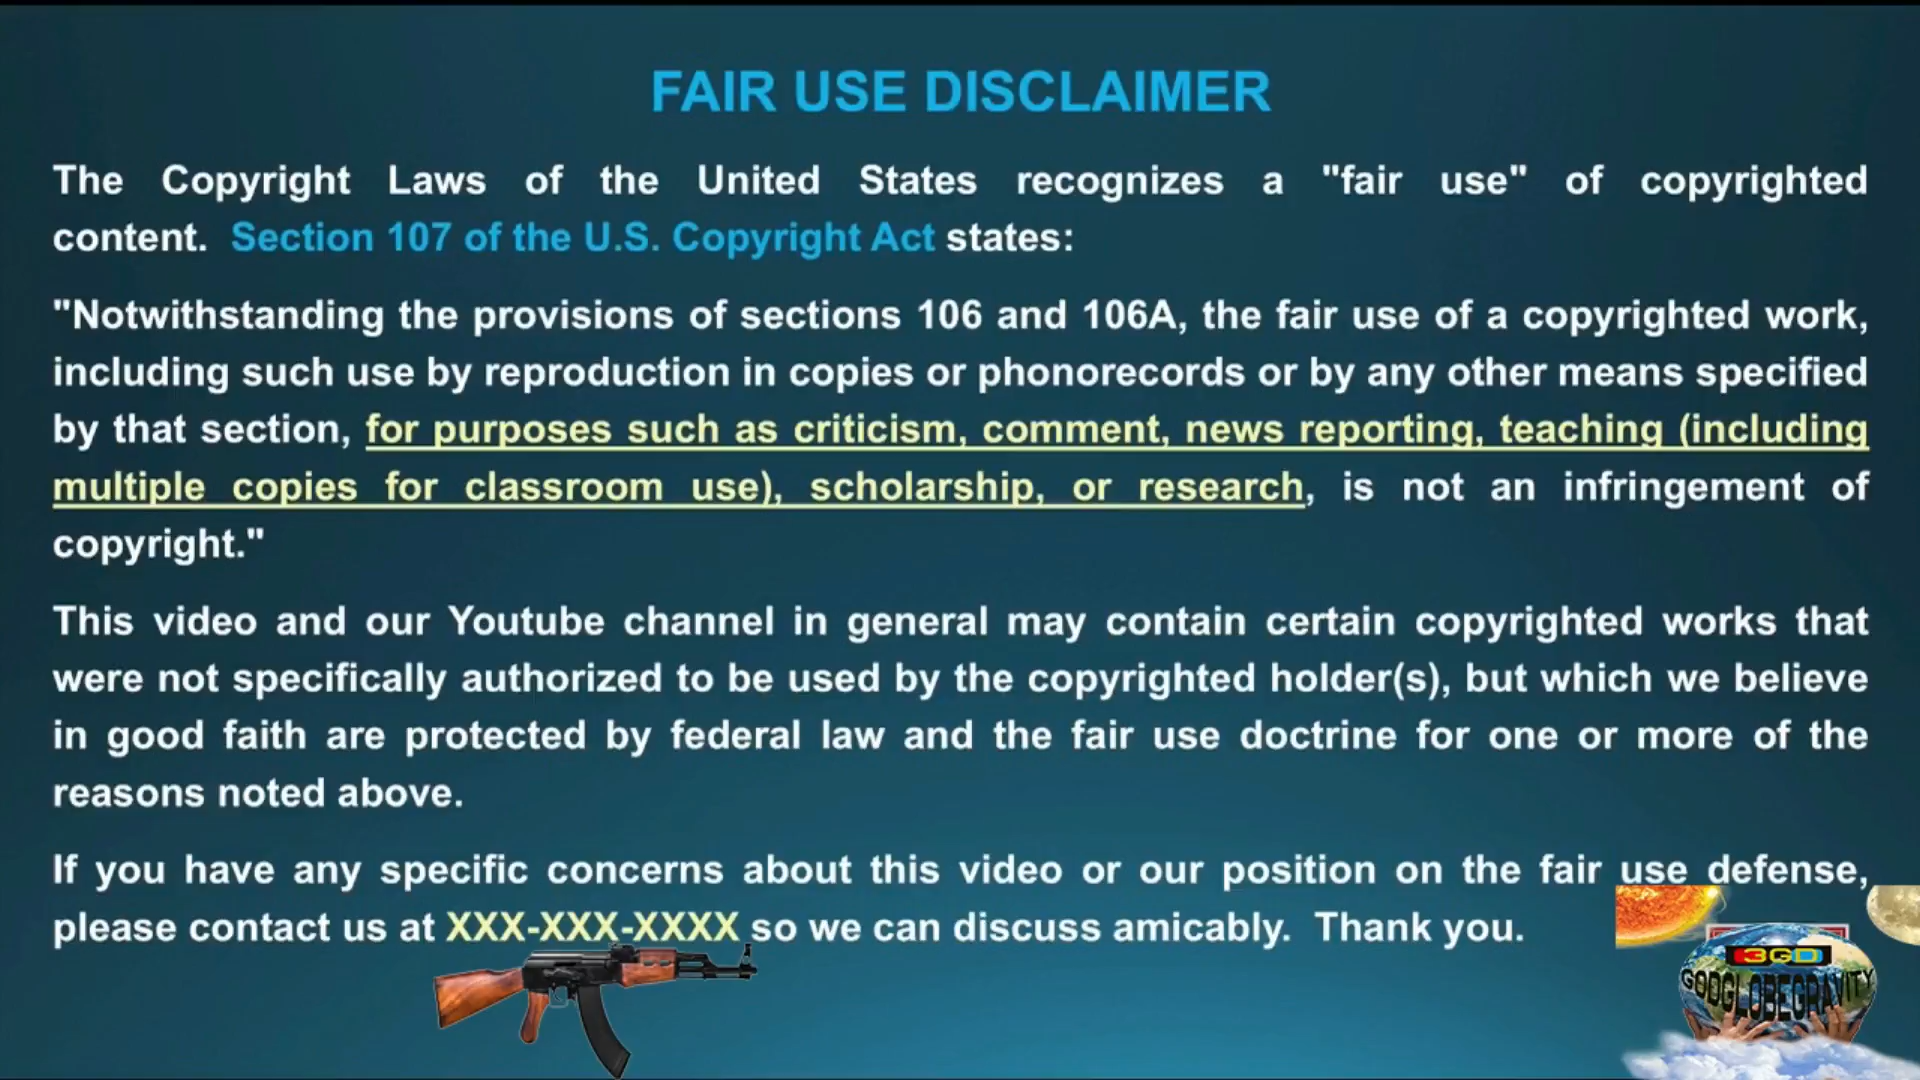 FAIR USE DISCLAIMER
The Copyright Laws of the United States recognizes a "fair use" of copyrighted
content. Section 107 of the U.S. Copyright Act states:
"Notwithstanding the provisions of sections 106 and 106A, the fair use of a copyrighted work,
including such use by reproduction in copies or phonorecords or by any other means specified
by that section, for purposes such as criticism, comment, news reporting, teaching (including
multiple copies for classroom use), scholarship, or research, is not an infringement of
copyright."
This video and our Youtube channel in general may contain certain copyrighted works that
were not specifically authorized to be used by the copyrighted holder(s), but which we believe
in good faith are protected by federal law and the fair use doctrine for one or more of the
reasons noted above.
If you have any specific concerns about this video or our position on the fair use defense,
please contact us at XXX-XXX-XXXX so we can discuss amicably. Thank you.
3GD
GODGLOBEGRAVITY